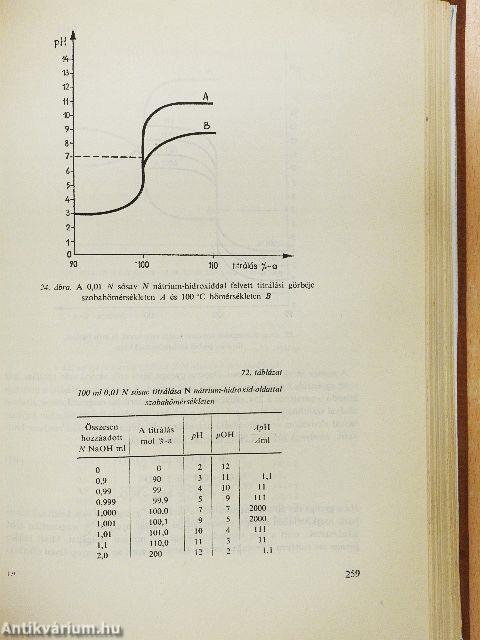 pH
14
13
12
11
10
9
8
7
6
5
4
3
2
1
0
A
B
90
100
110
titrálás %-a
24. ábra. A 0,01 N sósav N nátrium-hidroxiddal felvett titrálási görbéje
szobahőmérsékleten A és 100 °C hőmérsékleten B
72. táblázat
100 ml 0,01 N sósav titrálása N nátrium-hidroxid-oldattal
szobahőmérsékleten
Összesen hozzáadott N NaOH ml | A titrálás mol %-a | pH | pOH | ΔpH Δml
0 0 2 12
0,9 90 3 11 1,1
0,99 99 4 10 11
0,999 99,9 5 9 111
1,000 100,0 7 7 2000
1,001 100,1 9 5 2000
1,01 101,0 10 4 111
1,1 110,0 11 3 11
2,0 200 12 2 1,1
259
Antikvárium.hu